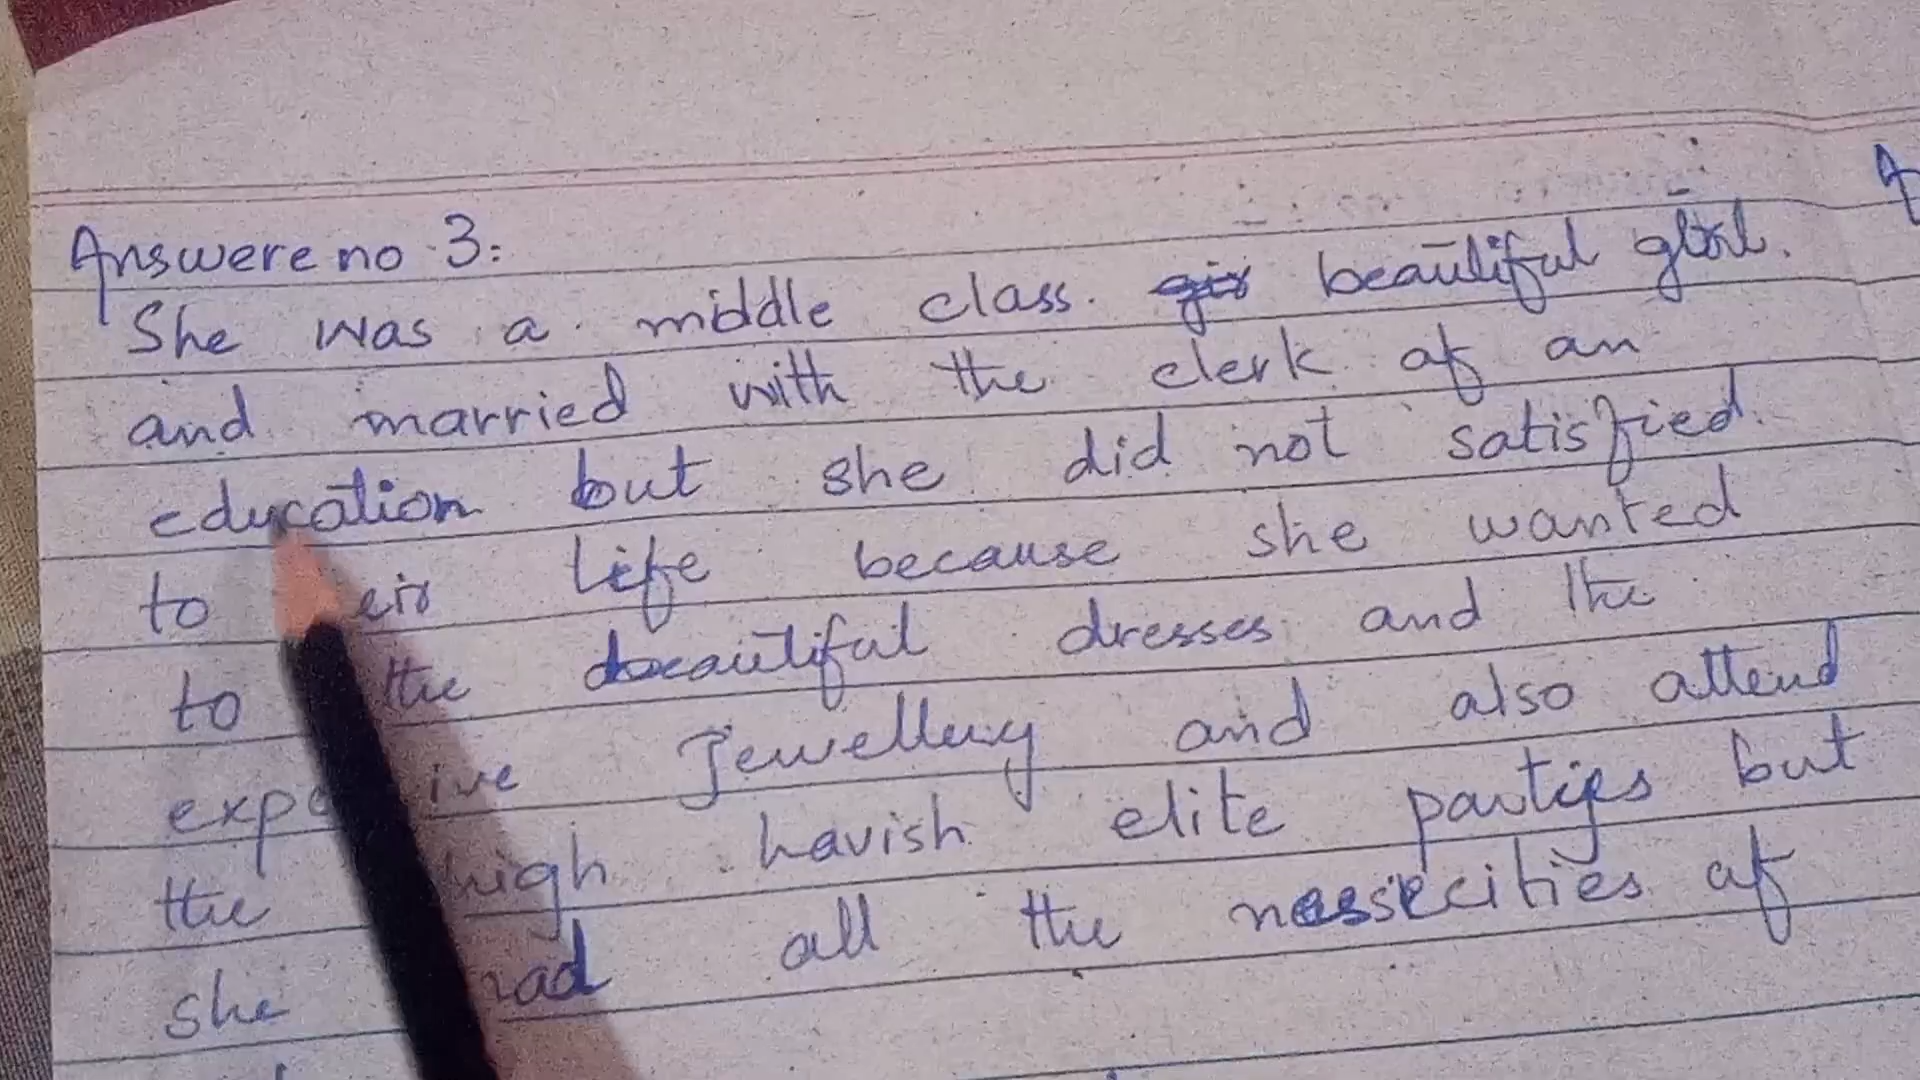 Answere no 3:
She was a middle class. beautiful girl.
and married with the clerk of an
education but she did not satisfied.
to life because she wanted
to the beautiful dresses and the
Jewellery and also attend
the high Lavish elite parties but
she had all the of